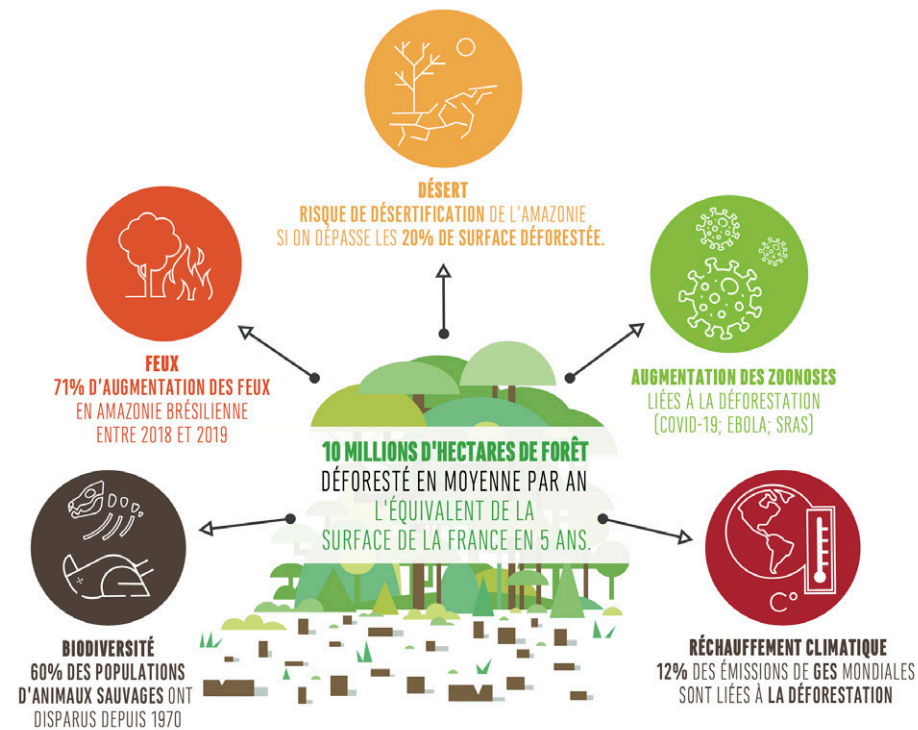 DÉSERT
RISQUE DE DÉSERTIFICATION DE L'AMAZONIE
SI ON DÉPASSE LES 20% DE SURFACE DÉFORESTÉE.
FEUX
71% D'AUGMENTATION DES FEUX
EN AMAZONIE BRÉSILIENNE
ENTRE 2018 ET 2019
AUGMENTATION DES ZOONOSES
LIÉES À LA DÉFORESTATION
(COVID-19; EBOLA; SRAS)
10 MILLIONS D'HECTARES DE FORÊT
DÉFORESTÉ EN MOYENNE PAR AN
L'ÉQUIVALENT DE LA
SURFACE DE LA FRANCE EN 5 ANS.
BIODIVERSITÉ
60% DES POPULATIONS
D'ANIMAUX SAUVAGES ONT
DISPARUS DEPUIS 1970
C°
RÉCHAUFFEMENT CLIMATIQUE
12% DES ÉMISSIONS DE GES MONDIALES
SONT LIÉES À LA DÉFORESTATION